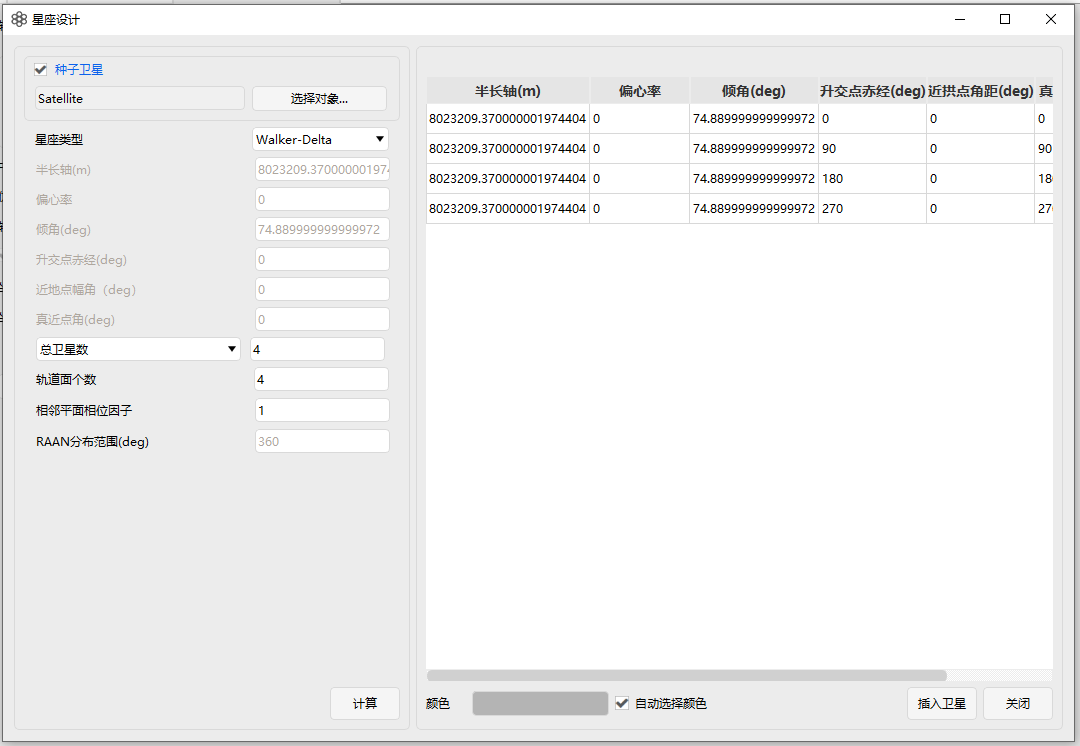 星座设计
种子卫星
Satellite 选择对象...
星座类型 Walker-Delta
半长轴(m) 8023209.370000001974
偏心率 0
倾角(deg) 74.889999999999972
升交点赤经(deg) 0
近地点幅角（deg） 0
真近点角(deg) 0
总卫星数 4
轨道面个数 4
相邻平面相位因子 1
RAAN分布范围(deg) 360
计算
半长轴(m) 偏心率 倾角(deg) 升交点赤经(deg) 近拱点角距(deg) 真
8023209.370000001974404 0 74.889999999999972 0 0 0
8023209.370000001974404 0 74.889999999999972 90 0 90
8023209.370000001974404 0 74.889999999999972 180 0 18
8023209.370000001974404 0 74.889999999999972 270 0 27
颜色 自动选择颜色 插入卫星 关闭